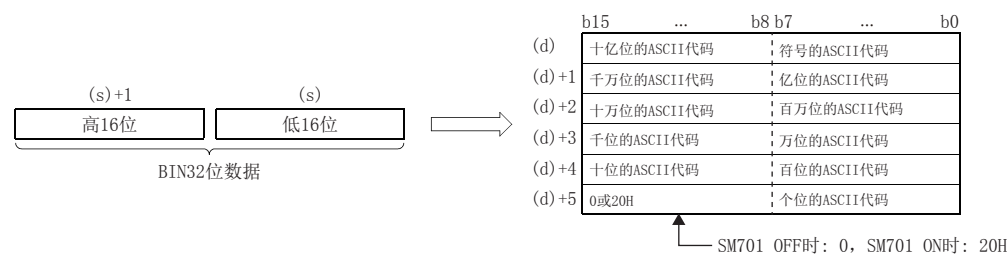 b15 ... b8 b7 ... b0
(d) 十亿位的ASCII代码 符号的ASCII代码
(d)+1 千万位的ASCII代码 亿位的ASCII代码
(s)+1 (s)
(d)+2 十万位的ASCII代码 百万位的ASCII代码
高16位 低16位
(d)+3 千位的ASCII代码 万位的ASCII代码
BIN32位数据
(d)+4 十位的ASCII代码 百位的ASCII代码
(d)+5 0或20H 个位的ASCII代码
SM701 OFF时: 0, SM701 ON时: 20H